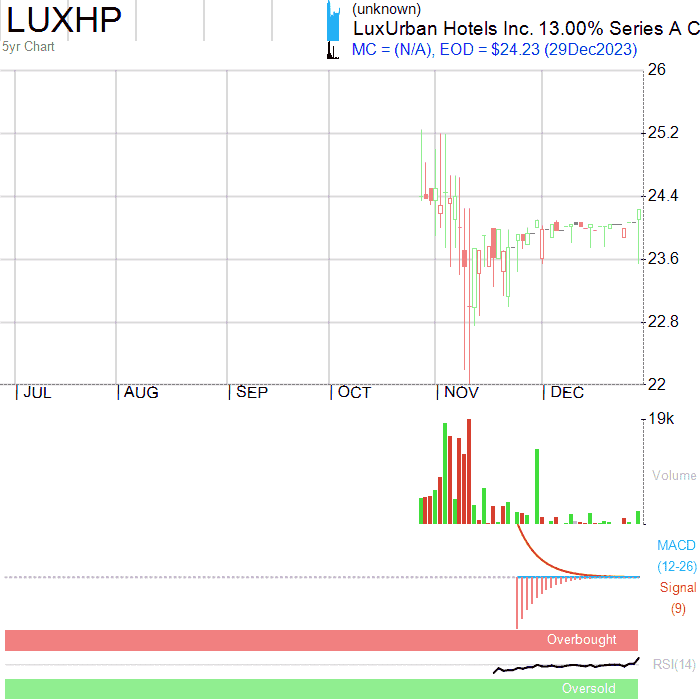 LUXHP
(unknown)
LuxUrban Hotels Inc. 13.00% Series A C
5yr Chart
MC = (N/A), EOD = $24.23 (29Dec2023)
26
25.2
24.4
23.6
22.8
22
JUL
AUG
SEP
OCT
NOV
DEC
19k
Volume
MACD
(12-26)
Signal
(9)
Overbought
RSI(14)
Oversold